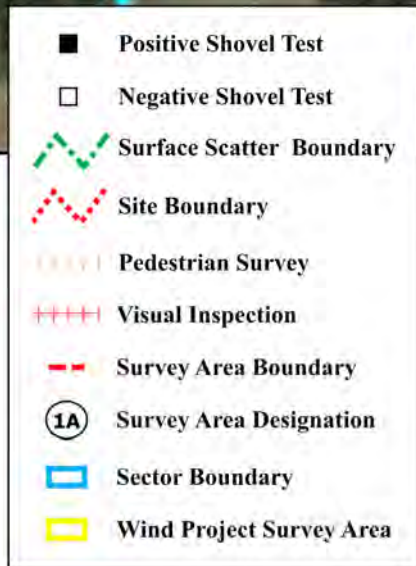 Positive Shovel Test
Negative Shovel Test
Surface Scatter Boundary
Site Boundary
Pedestrian Survey
Visual Inspection
Survey Area Boundary
1A Survey Area Designation
Sector Boundary
Wind Project Survey Area